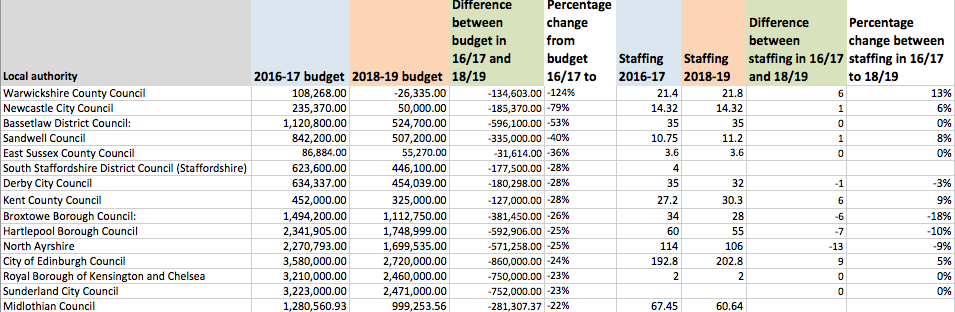 Difference between budget in 16/17 and 18/19
Percentage change from budget 16/17 to
Difference between staffing in 16/17 and 18/19
Percentage change between staffing in 16/17 to 18/19
Local authority 2016-17 budget 2018-19 budget Staffing 2016-17 Staffing 2018-19
Warwickshire County Council 108,268.00 -26,335.00 -134,603.00 -124% 21.4 21.8 6 13%
Newcastle City Council 235,370.00 50,000.00 -185,370.00 -79% 14.32 14.32 1 6%
Bassetlaw District Council: 1,120,800.00 524,700.00 -596,100.00 -53% 35 35 0 0%
Sandwell Council 842,200.00 507,200.00 -335,000.00 -40% 10.75 11.2 1 8%
East Sussex County Council 86,884.00 55,270.00 -31,614.00 -36% 3.6 3.6 0 0%
South Staffordshire District Council (Staffordshire) 623,600.00 446,100.00 -177,500.00 -28% 4
Derby City Council 634,337.00 454,039.00 -180,298.00 -28% 35 32 -1 -3%
Kent County Council 452,000.00 325,000.00 -127,000.00 -28% 27.2 30.3 6 9%
Broxtowe Borough Council: 1,494,200.00 1,112,750.00 -381,450.00 -26% 34 28 -6 -18%
Hartlepool Borough Council 2,341,905.00 1,748,999.00 -592,906.00 -25% 60 55 -7 -10%
North Ayrshire 2,270,793.00 1,699,535.00 -571,258.00 -25% 114 106 -13 -9%
City of Edinburgh Council 3,580,000.00 2,720,000.00 -860,000.00 -24% 192.8 202.8 9 5%
Royal Borough of Kensington and Chelsea 3,210,000.00 2,460,000.00 -750,000.00 -23% 2 2 0 0%
Sunderland City Council 3,223,000.00 2,471,000.00 -752,000.00 -23% 0 0%
Midlothian Council 1,280,560.93 999,253.56 -281,307.37 -22% 67.45 60.64